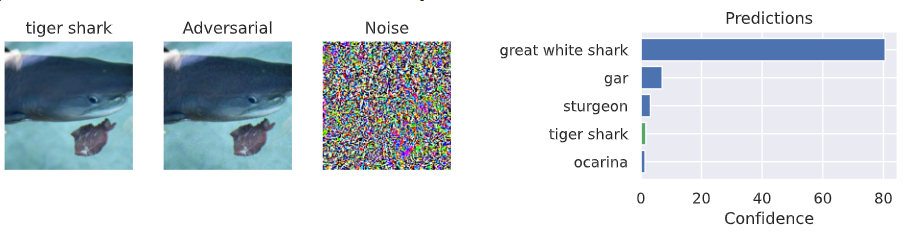 tiger shark
Adversarial
Noise
Predictions
great white shark
gar
sturgeon
tiger shark
ocarina
0 20 40 60 80
Confidence